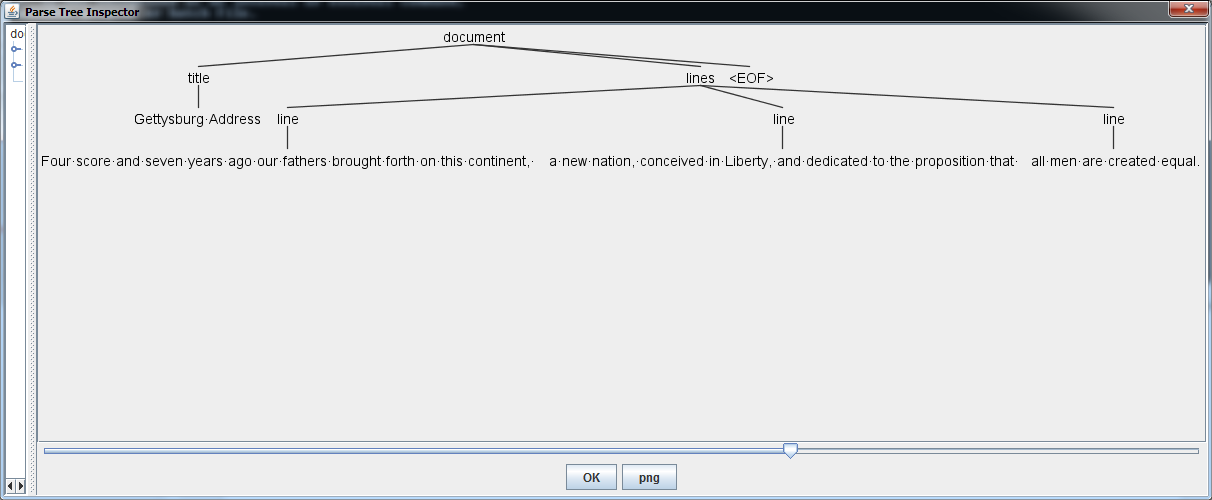 Parse Tree Inspector
do
document
title
lines
<EOF>
Gettysburg·Address
line
line
line
Four·score·and·seven·years·ago·our·fathers·brought·forth·on·this·continent,·
a·new·nation,·conceived·in·Liberty,·and·dedicated·to·the·proposition·that·
all·men·are·created·equal.
OK
png